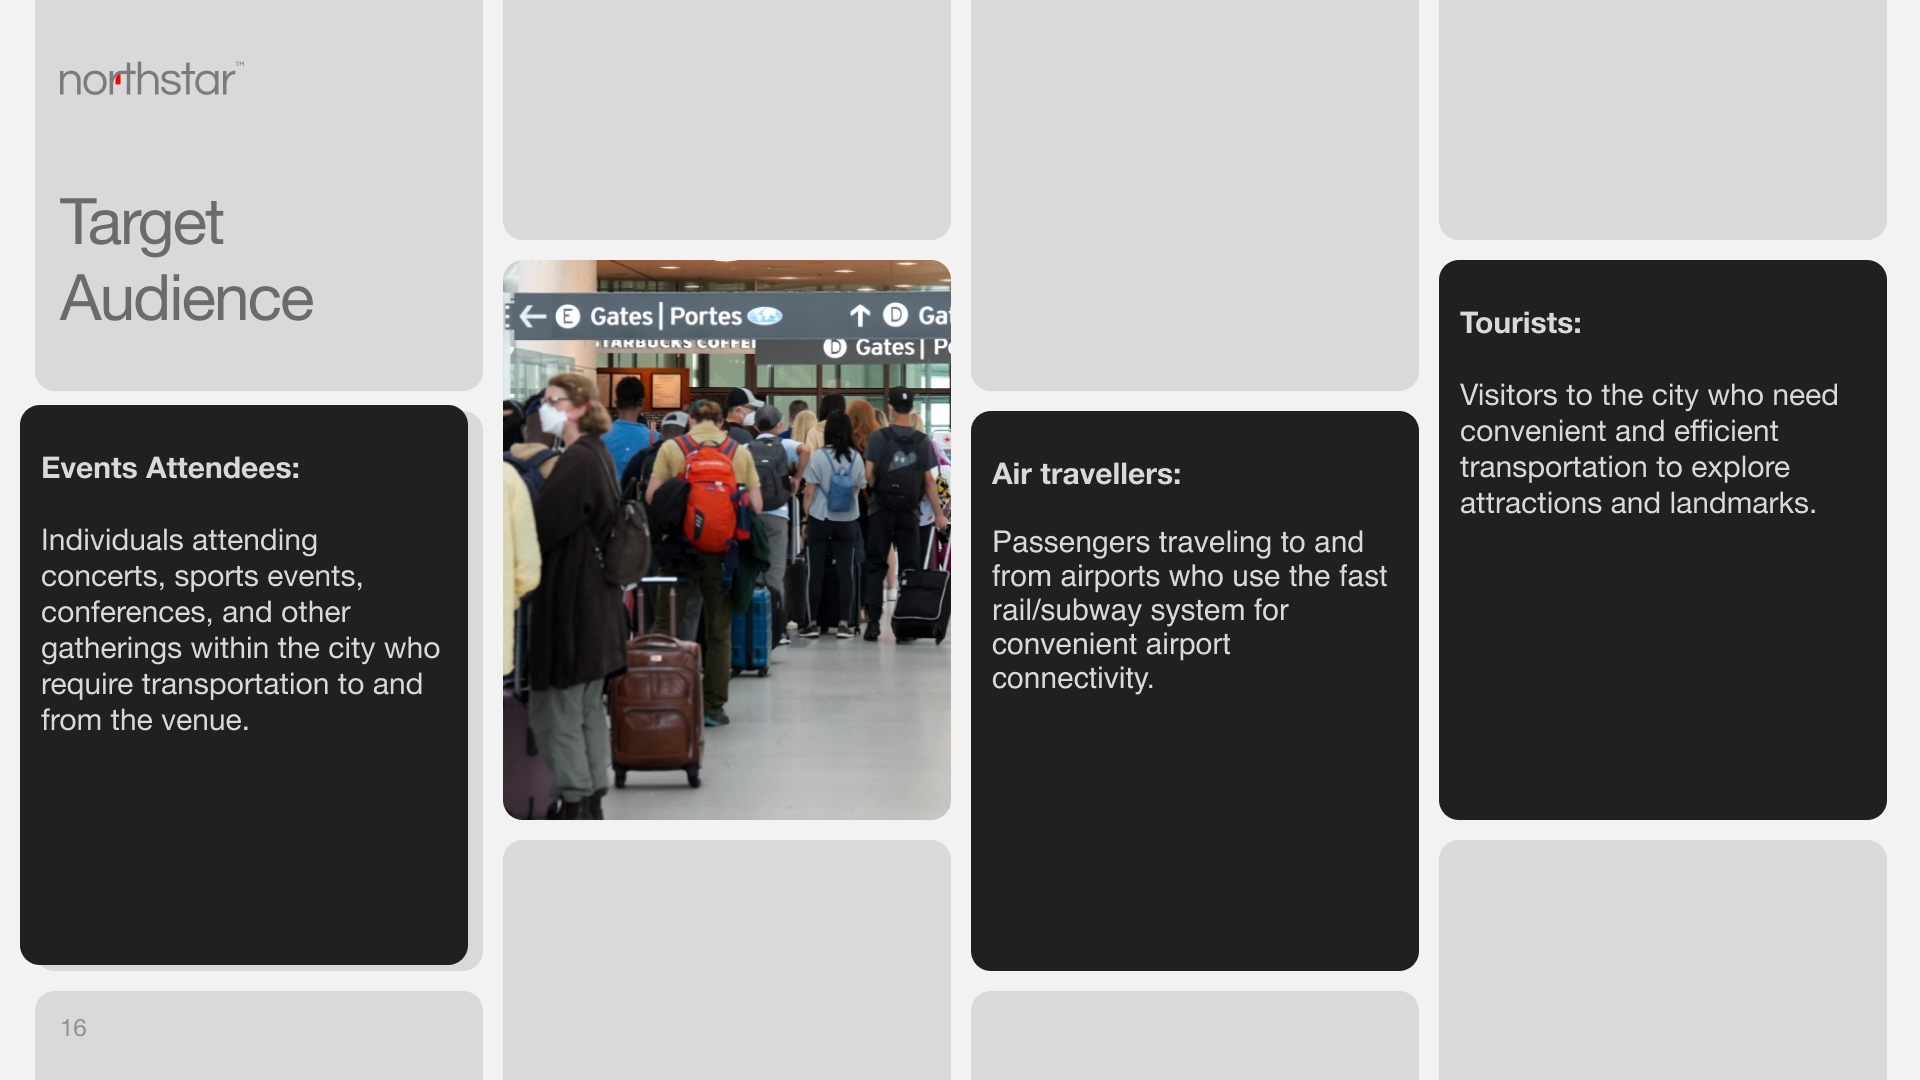 northstar™
Target
Audience
Events Attendees:
Individuals attending
concerts, sports events,
conferences, and other
gatherings within the city who
require transportation to and
from the venue.
E Gates | Portes
D
D Gates |
Air travellers:
Passengers traveling to and
from airports who use the fast
rail/subway system for
convenient airport
connectivity.
Tourists:
Visitors to the city who need
convenient and efficient
transportation to explore
attractions and landmarks.
16